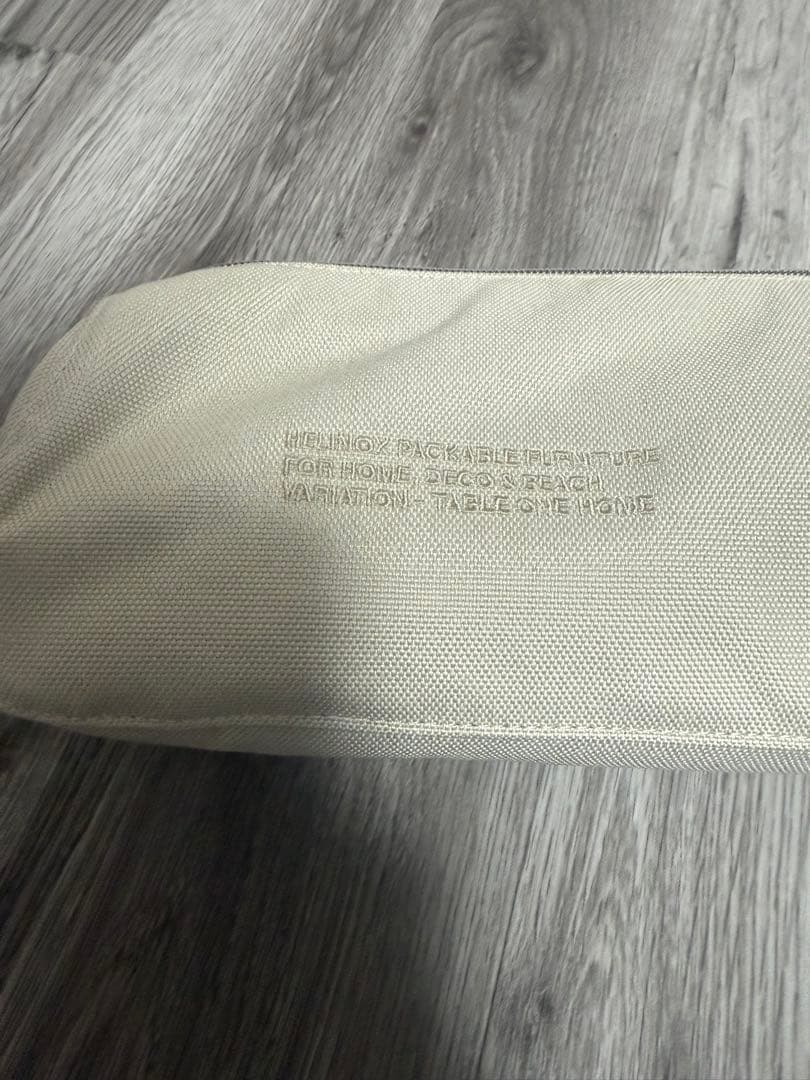 HELINOX PACKABLE FURNITURE
FOR HOME, DECO & BEACH
VARIATION - TABLE ONE HOME